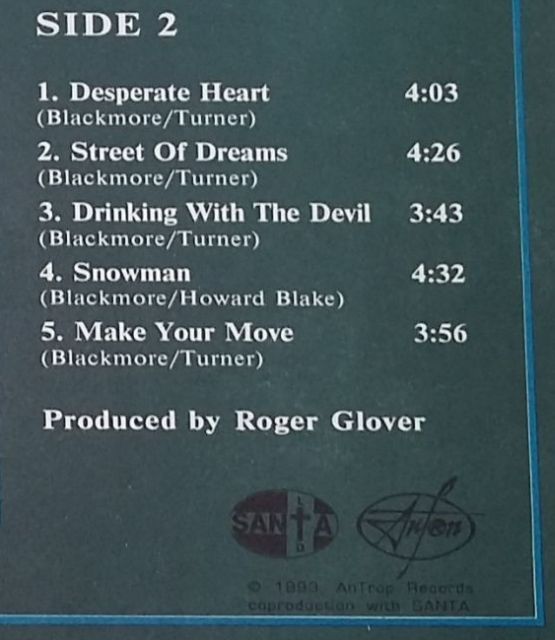 SIDE 2
1. Desperate Heart 4:03
(Blackmore/Turner)
2. Street Of Dreams 4:26
(Blackmore/Turner)
3. Drinking With The Devil 3:43
(Blackmore/Turner)
4. Snowman 4:32
(Blackmore/Howard Blake)
5. Make Your Move 3:56
(Blackmore/Turner)
Produced by Roger Glover
SANTA
LTD
© 1993, AnTrop Records
coproduction with SANTA